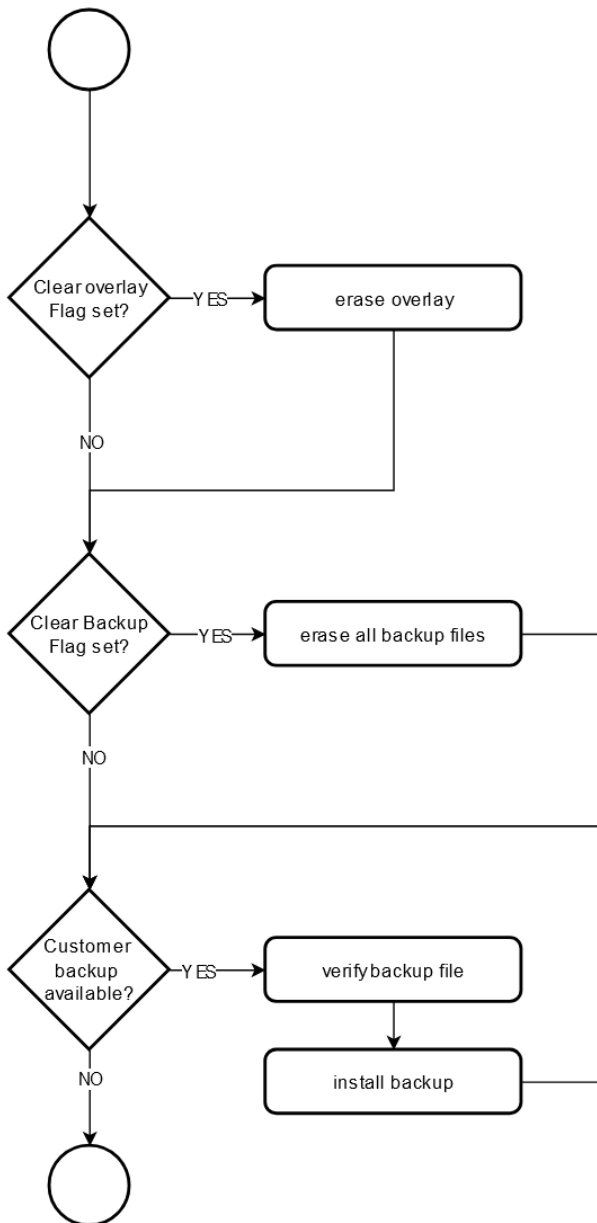 Clear overlay
Flag set?
YES
erase overlay
NO
Clear Backup
Flag set?
YES
erase all backup files
NO
Customer
backup
available?
YES
verify backup file
install backup
NO